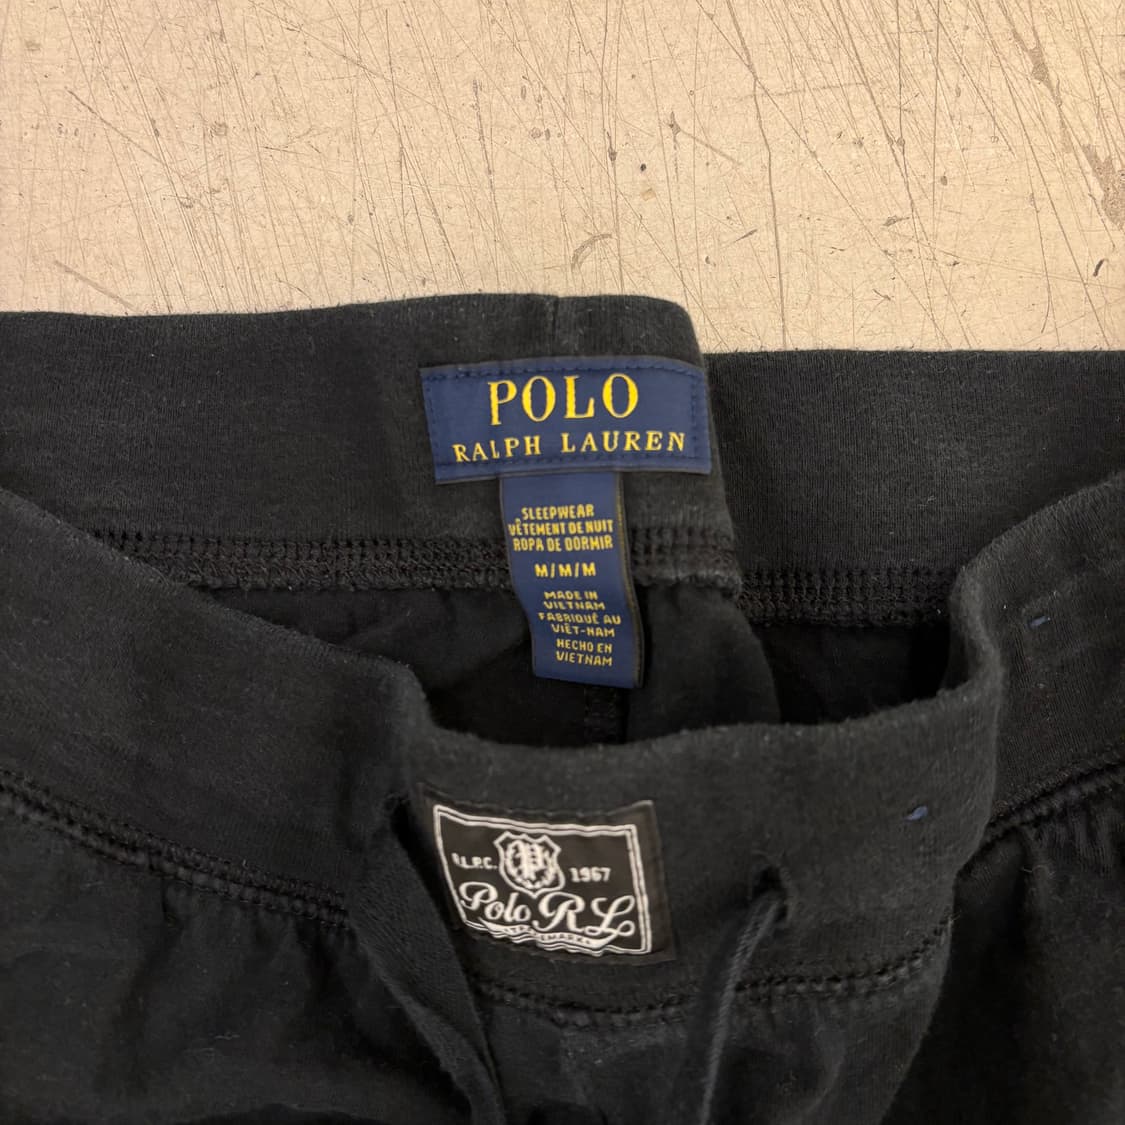 POLO
RALPH LAUREN
SLEEPWEAR
VÊTEMENT DE NUIT
ROPA DE DORMIR
M/M/M
MADE IN
VIETNAM
FABRIQUÉ AU
VIÊT-NAM
HECHO EN
VIETNAM
P
R.L.P.C. 1967
Polo RL
TRADEMARK